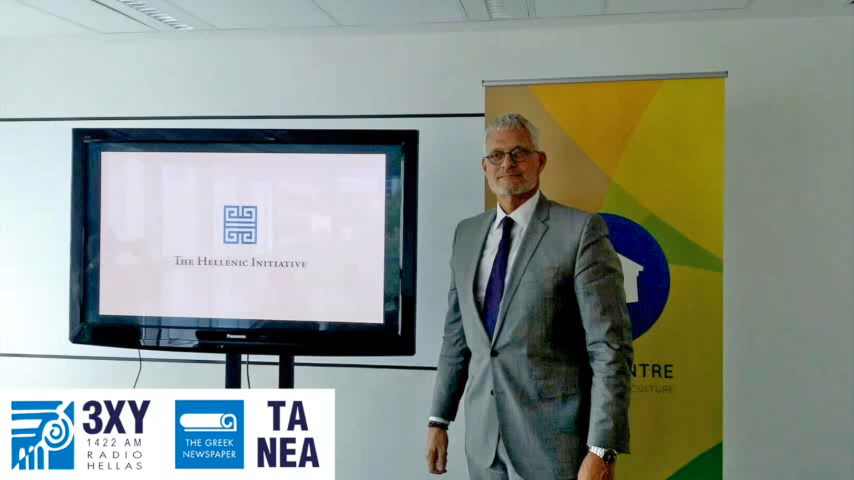 THE HELLENIC INITIATIVE
Panasonic
NTRE
CULTURE
3XY
1422 AM
RADIO
HELLAS
THE GREEK
NEWSPAPER
TA
NEA